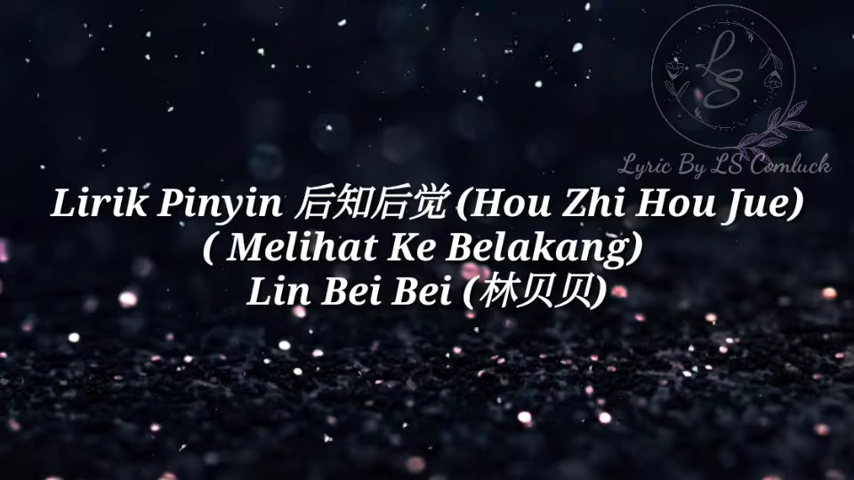 LS
Lyric By LS Comluck
Lirik Pinyin 后知后觉 (Hou Zhi Hou Jue)
( Melihat Ke Belakang)
Lin Bei Bei (林贝贝)